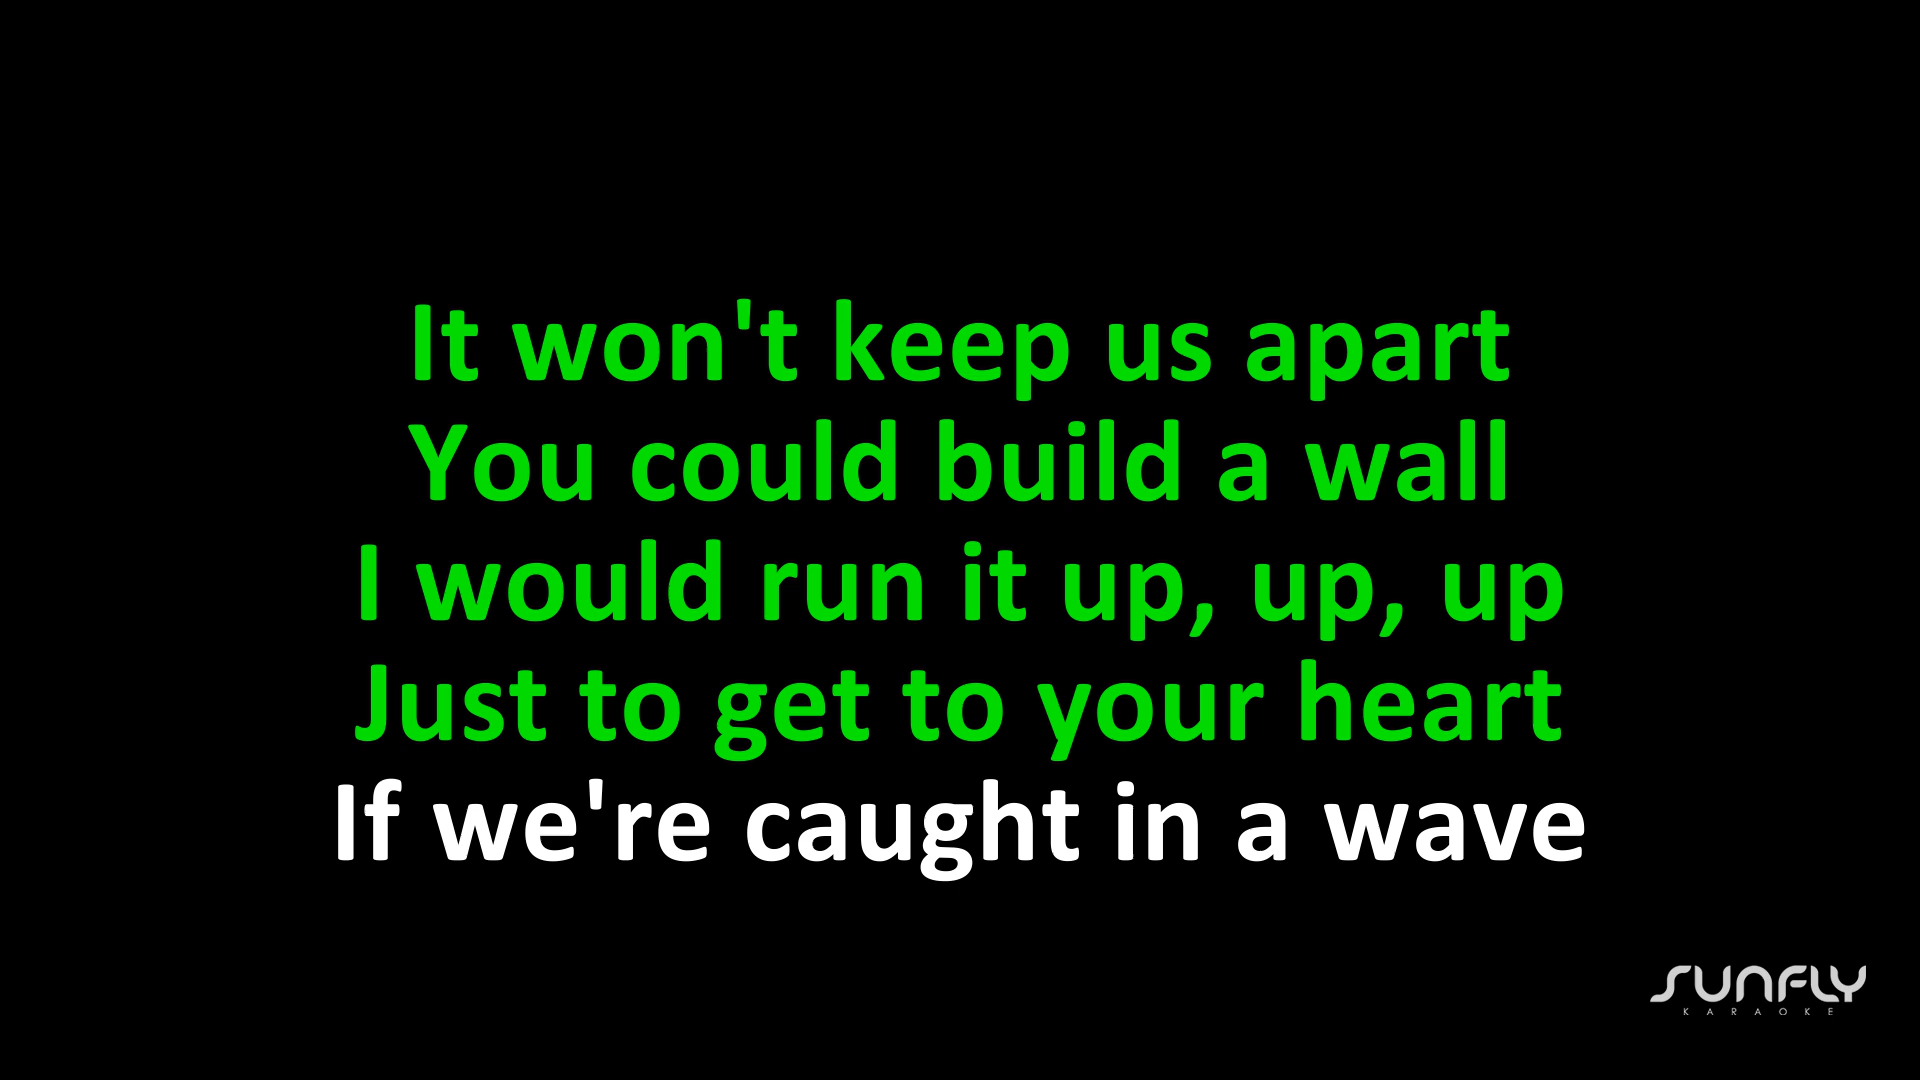 It won't keep us apart
You could build a wall
I would run it up, up, up
Just to get to your heart
If we're caught in a wave
SUNFLY
KARAOKE